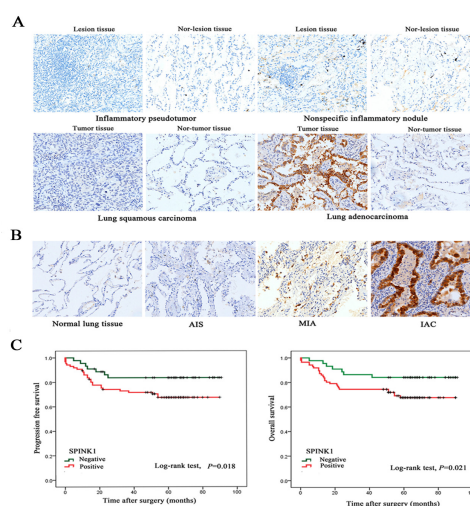 A
Lesion tissue Nor-lesion tissue Lesion tissue Nor-lesion tissue
Inflammatory pseudotumor Nonspecific inflammatory nodule
Tumor tissue Nor-tumor tissue Tumor tissue Nor-tumor tissue
Lung squamous carcinoma Lung adenocarcinoma
B
Normal lung tissue AIS MIA IAC
C
Progression free survival
1.0
0.8
0.6
0.4
0.2
0.0
SPINK1
Negative
Positive
Log-rank test, P=0.018
0 20 40 60 80 100
Time after surgery (months)
Overall survival
1.0
0.8
0.6
0.4
0.2
0.0
SPINK1
Negative
Positive
Log-rank test, P=0.021
0 20 40 60 80
Time after surgery (months)